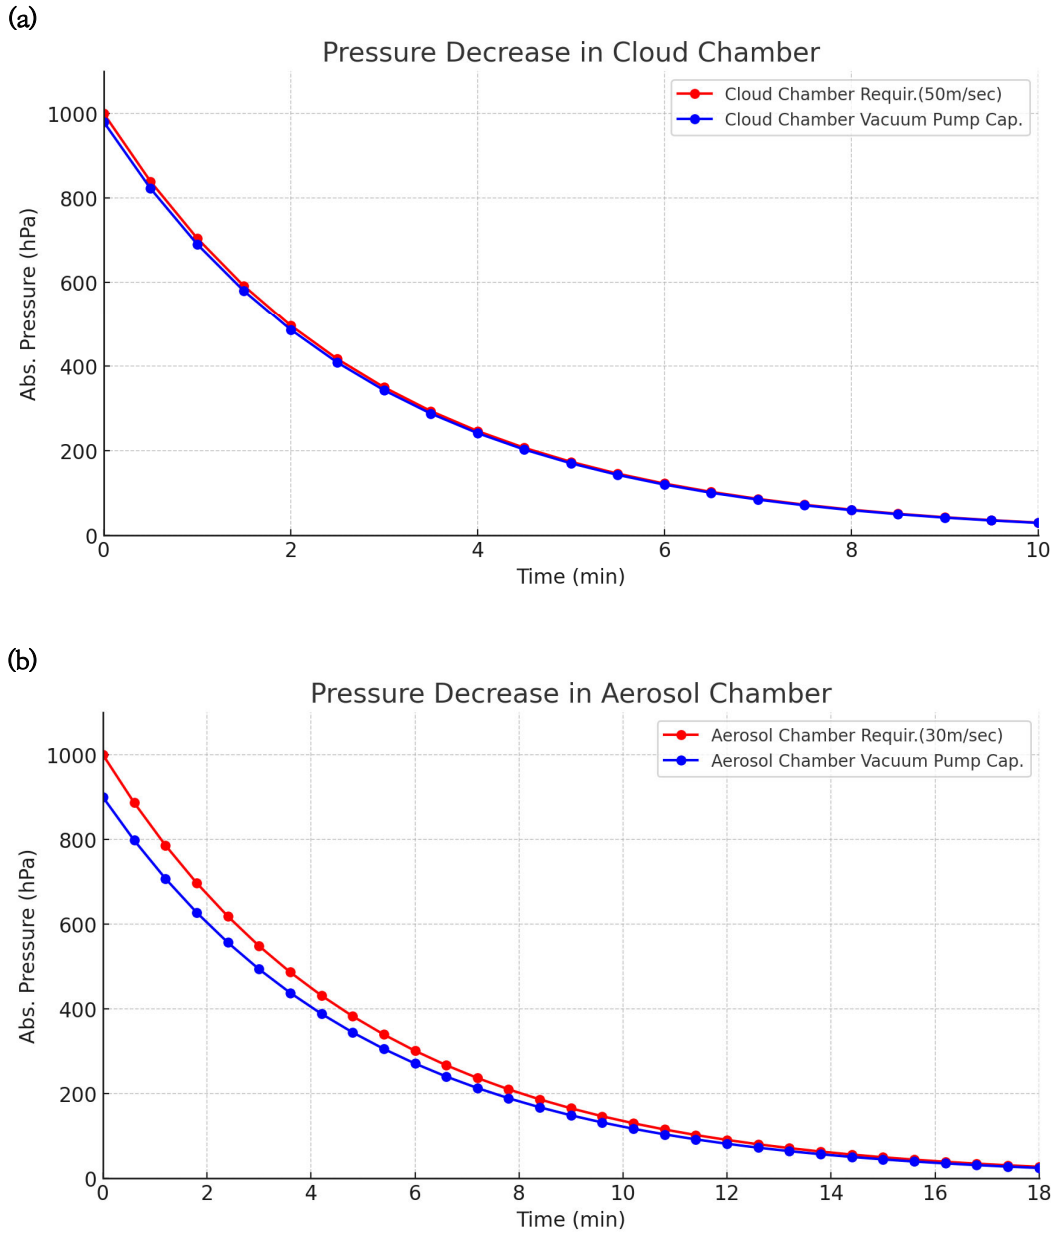 (a)
Pressure Decrease in Cloud Chamber
Cloud Chamber Requir.(50m/sec)
Cloud Chamber Vacuum Pump Cap.
Abs. Pressure (hPa)
1000
800
600
400
200
0
0 2 4 6 8 10
Time (min)
(b)
Pressure Decrease in Aerosol Chamber
Aerosol Chamber Requir.(30m/sec)
Aerosol Chamber Vacuum Pump Cap.
Abs. Pressure (hPa)
1000
800
600
400
200
0
0 2 4 6 8 10 12 14 16 18
Time (min)